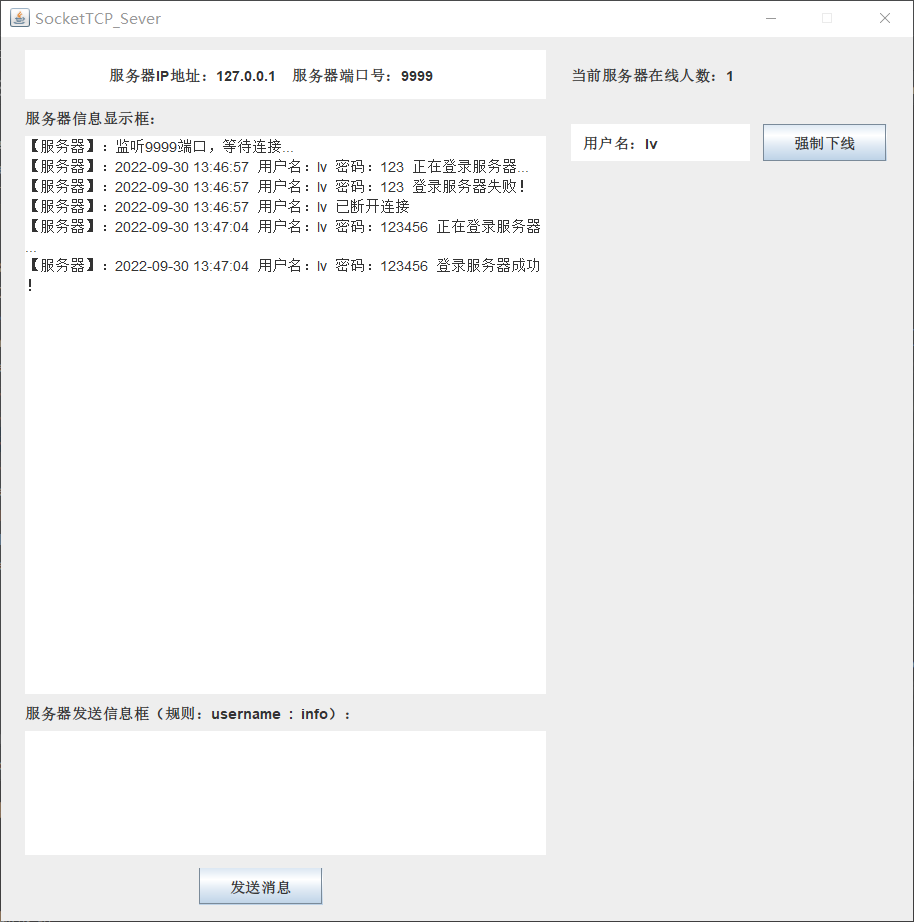 SocketTCP_Sever
服务器IP地址：127.0.0.1 服务器端口号：9999
当前服务器在线人数：1
服务器信息显示框：
【服务器】：监听9999端口，等待连接...
【服务器】：2022-09-30 13:46:57 用户名：lv 密码：123 正在登录服务器...
【服务器】：2022-09-30 13:46:57 用户名：lv 密码：123 登录服务器失败！
【服务器】：2022-09-30 13:46:57 用户名：lv 已断开连接
【服务器】：2022-09-30 13:47:04 用户名：lv 密码：123456 正在登录服务器
...
【服务器】：2022-09-30 13:47:04 用户名：lv 密码：123456 登录服务器成功
！
用户名：lv
强制下线
服务器发送信息框（规则：username : info）：
发送消息